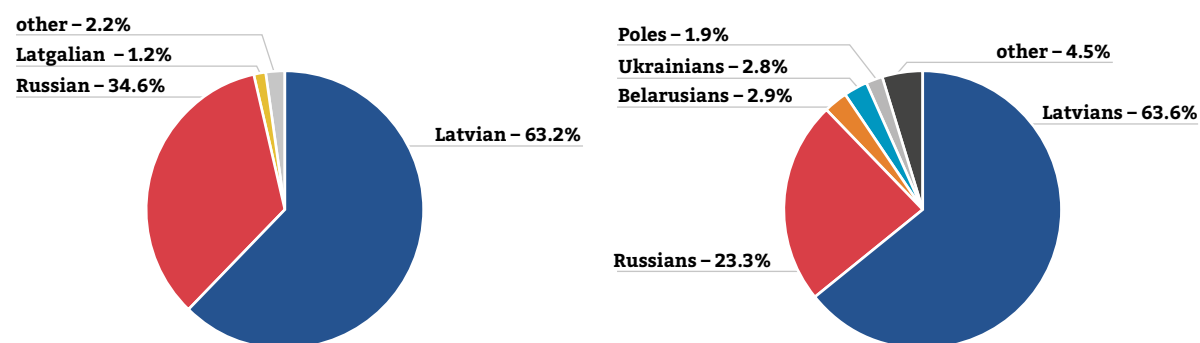 other – 2.2%
Latgalian – 1.2%
Russian – 34.6%
Latvian – 63.2%
Poles – 1.9%
Ukrainians – 2.8%
Belarusians – 2.9%
other – 4.5%
Latvians – 63.6%
Russians – 23.3%